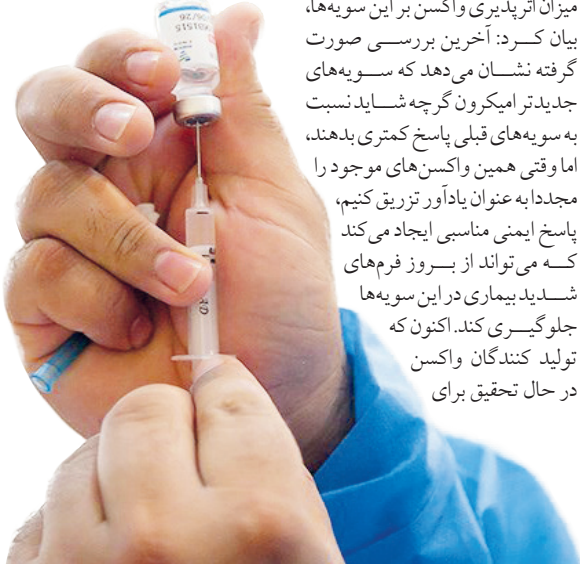 06/26
میزان اثرپذیری واکسن بر این سویه‌ها،
بیان کرد: آخرین بررسی صورت
گرفته نشان می‌دهد که سویه‌های
جدیدتر امیکرون گرچه شاید نسبت
به سویه‌های قبلی پاسخ کمتری بدهند،
اما وقتی همین واکسن‌های موجود را
مجددا به عنوان یادآور تزریق کنیم،
پاسخ ایمنی مناسبی ایجاد می‌کند
که می‌تواند از بروز فرم‌های
شدید بیماری در این سویه‌ها
جلوگیری کند. اکنون که
تولید کنندگان واکسن
در حال تحقیق برای